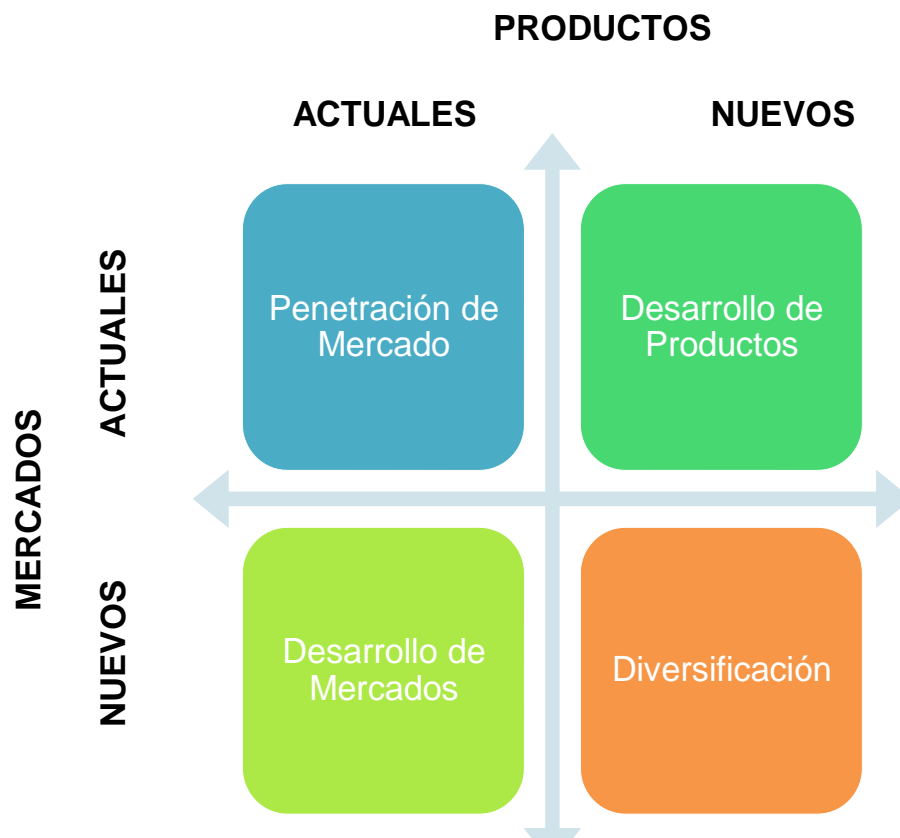 PRODUCTOS
ACTUALES
NUEVOS
MERCADOS
ACTUALES
Penetración de
Mercado
Desarrollo de
Productos
NUEVOS
Desarrollo de
Mercados
Diversificación